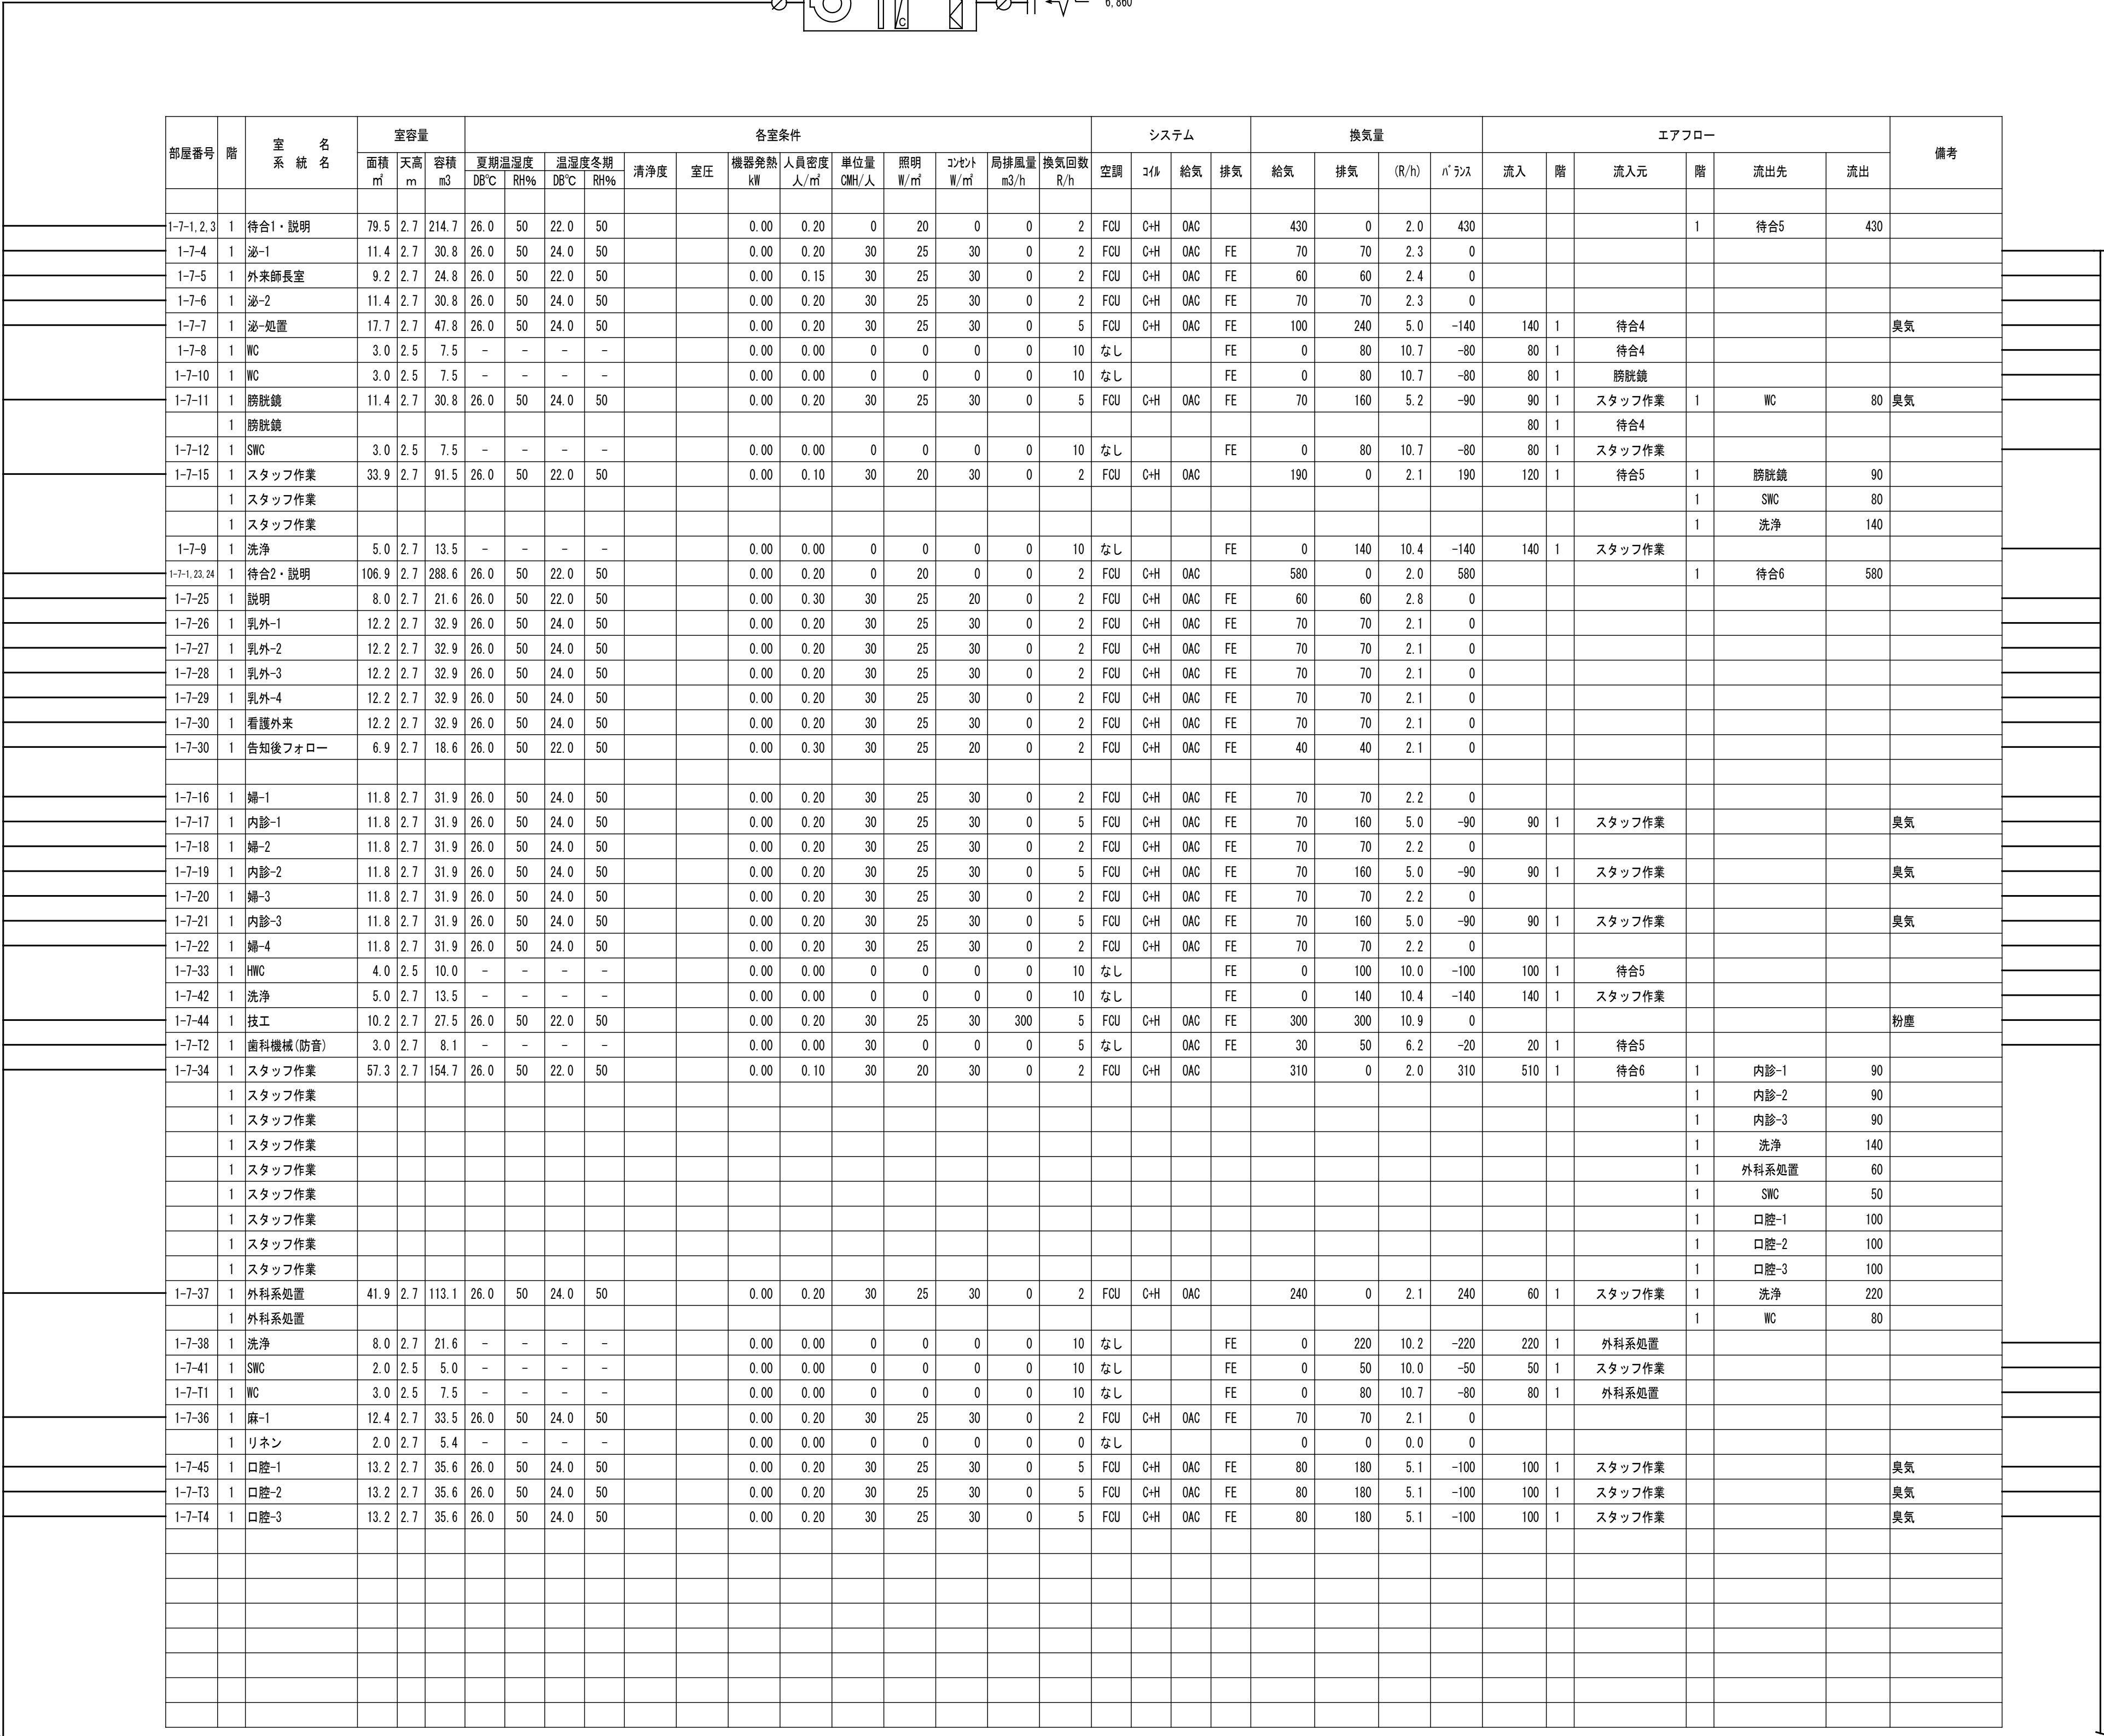 C
6,860
部屋番号 階 室名 系統名 室容量 各室条件 システム 換気量 エアフロー 備考
面積 ㎡ 天高 m 容積 m3 夏期温湿度 温湿度冬期 清浄度 室圧 機器発熱 kW 人員密度 人/㎡ 単位量 CMH/人 照明 W/㎡ コンセント W/㎡ 局排風量 m3/h 換気回数 R/h 空調 コイル 給気 排気 給気 排気 (R/h) バランス 流入 階 流入元 階 流出先 流出
DB℃ RH% DB℃ RH%
1-7-1,2,3 1 待合1・説明 79.5 2.7 214.7 26.0 50 22.0 50 0.00 0.20 0 20 0 0 2 FCU C+H OAC 430 0 2.0 430 1 待合5 430
1-7-4 1 泌-1 11.4 2.7 30.8 26.0 50 24.0 50 0.00 0.20 30 25 30 0 2 FCU C+H OAC FE 70 70 2.3 0
1-7-5 1 外来師長室 9.2 2.7 24.8 26.0 50 22.0 50 0.00 0.15 30 25 30 0 2 FCU C+H OAC FE 60 60 2.4 0
1-7-6 1 泌-2 11.4 2.7 30.8 26.0 50 24.0 50 0.00 0.20 30 25 30 0 2 FCU C+H OAC FE 70 70 2.3 0
1-7-7 1 泌-処置 17.7 2.7 47.8 26.0 50 24.0 50 0.00 0.20 30 25 30 0 5 FCU C+H OAC FE 100 240 5.0 -140 140 1 待合4 臭気
1-7-8 1 WC 3.0 2.5 7.5 - - - - 0.00 0.00 0 0 0 0 10 なし FE 0 80 10.7 -80 80 1 待合4
1-7-10 1 WC 3.0 2.5 7.5 - - - - 0.00 0.00 0 0 0 0 10 なし FE 0 80 10.7 -80 80 1 膀胱鏡
1-7-11 1 膀胱鏡 11.4 2.7 30.8 26.0 50 24.0 50 0.00 0.20 30 25 30 0 5 FCU C+H OAC FE 70 160 5.2 -90 90 1 スタッフ作業 1 WC 80 臭気
1 膀胱鏡 80 1 待合4
1-7-12 1 SWC 3.0 2.5 7.5 - - - - 0.00 0.00 0 0 0 0 10 なし FE 0 80 10.7 -80 80 1 スタッフ作業
1-7-15 1 スタッフ作業 33.9 2.7 91.5 26.0 50 22.0 50 0.00 0.10 30 20 30 0 2 FCU C+H OAC 190 0 2.1 190 120 1 待合5 1 膀胱鏡 90
1 スタッフ作業 1 SWC 80
1 スタッフ作業 1 洗浄 140
1-7-9 1 洗浄 5.0 2.7 13.5 - - - - 0.00 0.00 0 0 0 0 10 なし FE 0 140 10.4 -140 140 1 スタッフ作業
1-7-1,23,24 1 待合2・説明 106.9 2.7 288.6 26.0 50 22.0 50 0.00 0.20 0 20 0 0 2 FCU C+H OAC 580 0 2.0 580 1 待合6 580
1-7-25 1 説明 8.0 2.7 21.6 26.0 50 22.0 50 0.00 0.30 30 25 20 0 2 FCU C+H OAC FE 60 60 2.8 0
1-7-26 1 乳外-1 12.2 2.7 32.9 26.0 50 24.0 50 0.00 0.20 30 25 30 0 2 FCU C+H OAC FE 70 70 2.1 0
1-7-27 1 乳外-2 12.2 2.7 32.9 26.0 50 24.0 50 0.00 0.20 30 25 30 0 2 FCU C+H OAC FE 70 70 2.1 0
1-7-28 1 乳外-3 12.2 2.7 32.9 26.0 50 24.0 50 0.00 0.20 30 25 30 0 2 FCU C+H OAC FE 70 70 2.1 0
1-7-29 1 乳外-4 12.2 2.7 32.9 26.0 50 24.0 50 0.00 0.20 30 25 30 0 2 FCU C+H OAC FE 70 70 2.1 0
1-7-30 1 看護外来 12.2 2.7 32.9 26.0 50 24.0 50 0.00 0.20 30 25 30 0 2 FCU C+H OAC FE 70 70 2.1 0
1-7-30 1 告知後フォロー 6.9 2.7 18.6 26.0 50 22.0 50 0.00 0.30 30 25 20 0 2 FCU C+H OAC FE 40 40 2.1 0
1-7-16 1 婦-1 11.8 2.7 31.9 26.0 50 24.0 50 0.00 0.20 30 25 30 0 2 FCU C+H OAC FE 70 70 2.2 0
1-7-17 1 内診-1 11.8 2.7 31.9 26.0 50 24.0 50 0.00 0.20 30 25 30 0 5 FCU C+H OAC FE 70 160 5.0 -90 90 1 スタッフ作業 臭気
1-7-18 1 婦-2 11.8 2.7 31.9 26.0 50 24.0 50 0.00 0.20 30 25 30 0 2 FCU C+H OAC FE 70 70 2.2 0
1-7-19 1 内診-2 11.8 2.7 31.9 26.0 50 24.0 50 0.00 0.20 30 25 30 0 5 FCU C+H OAC FE 70 160 5.0 -90 90 1 スタッフ作業 臭気
1-7-20 1 婦-3 11.8 2.7 31.9 26.0 50 24.0 50 0.00 0.20 30 25 30 0 2 FCU C+H OAC FE 70 70 2.2 0
1-7-21 1 内診-3 11.8 2.7 31.9 26.0 50 24.0 50 0.00 0.20 30 25 30 0 5 FCU C+H OAC FE 70 160 5.0 -90 90 1 スタッフ作業 臭気
1-7-22 1 婦-4 11.8 2.7 31.9 26.0 50 24.0 50 0.00 0.20 30 25 30 0 2 FCU C+H OAC FE 70 70 2.2 0
1-7-33 1 HWC 4.0 2.5 10.0 - - - - 0.00 0.00 0 0 0 0 10 なし FE 0 100 10.0 -100 100 1 待合5
1-7-42 1 洗浄 5.0 2.7 13.5 - - - - 0.00 0.00 0 0 0 0 10 なし FE 0 140 10.4 -140 140 1 スタッフ作業
1-7-44 1 技工 10.2 2.7 27.5 26.0 50 22.0 50 0.00 0.20 30 25 30 300 5 FCU C+H OAC FE 300 300 10.9 0 粉塵
1-7-T2 1 歯科機械(防音) 3.0 2.7 8.1 - - - - 0.00 0.00 30 0 0 0 5 なし OAC FE 30 50 6.2 -20 20 1 待合5
1-7-34 1 スタッフ作業 57.3 2.7 154.7 26.0 50 22.0 50 0.00 0.10 30 20 30 0 2 FCU C+H OAC 310 0 2.0 310 510 1 待合6 1 内診-1 90
1 スタッフ作業 1 内診-2 90
1 スタッフ作業 1 内診-3 90
1 スタッフ作業 1 洗浄 140
1 スタッフ作業 1 外科系処置 60
1 スタッフ作業 1 SWC 50
1 スタッフ作業 1 口腔-1 100
1 スタッフ作業 1 口腔-2 100
1 スタッフ作業 1 口腔-3 100
1-7-37 1 外科系処置 41.9 2.7 113.1 26.0 50 24.0 50 0.00 0.20 30 25 30 0 2 FCU C+H OAC 240 0 2.1 240 60 1 スタッフ作業 1 洗浄 220
1 外科系処置 1 WC 80
1-7-38 1 洗浄 8.0 2.7 21.6 - - - - 0.00 0.00 0 0 0 0 10 なし FE 0 220 10.2 -220 220 1 外科系処置
1-7-41 1 SWC 2.0 2.5 5.0 - - - - 0.00 0.00 0 0 0 0 10 なし FE 0 50 10.0 -50 50 1 スタッフ作業
1-7-T1 1 WC 3.0 2.5 7.5 - - - - 0.00 0.00 0 0 0 0 10 なし FE 0 80 10.7 -80 80 1 外科系処置
1-7-36 1 麻-1 12.4 2.7 33.5 26.0 50 24.0 50 0.00 0.20 30 25 30 0 2 FCU C+H OAC FE 70 70 2.1 0
1 リネン 2.0 2.7 5.4 - - - - 0.00 0.00 0 0 0 0 0 なし 0 0 0.0 0
1-7-45 1 口腔-1 13.2 2.7 35.6 26.0 50 24.0 50 0.00 0.20 30 25 30 0 5 FCU C+H OAC FE 80 180 5.1 -100 100 1 スタッフ作業 臭気
1-7-T3 1 口腔-2 13.2 2.7 35.6 26.0 50 24.0 50 0.00 0.20 30 25 30 0 5 FCU C+H OAC FE 80 180 5.1 -100 100 1 スタッフ作業 臭気
1-7-T4 1 口腔-3 13.2 2.7 35.6 26.0 50 24.0 50 0.00 0.20 30 25 30 0 5 FCU C+H OAC FE 80 180 5.1 -100 100 1 スタッフ作業 臭気